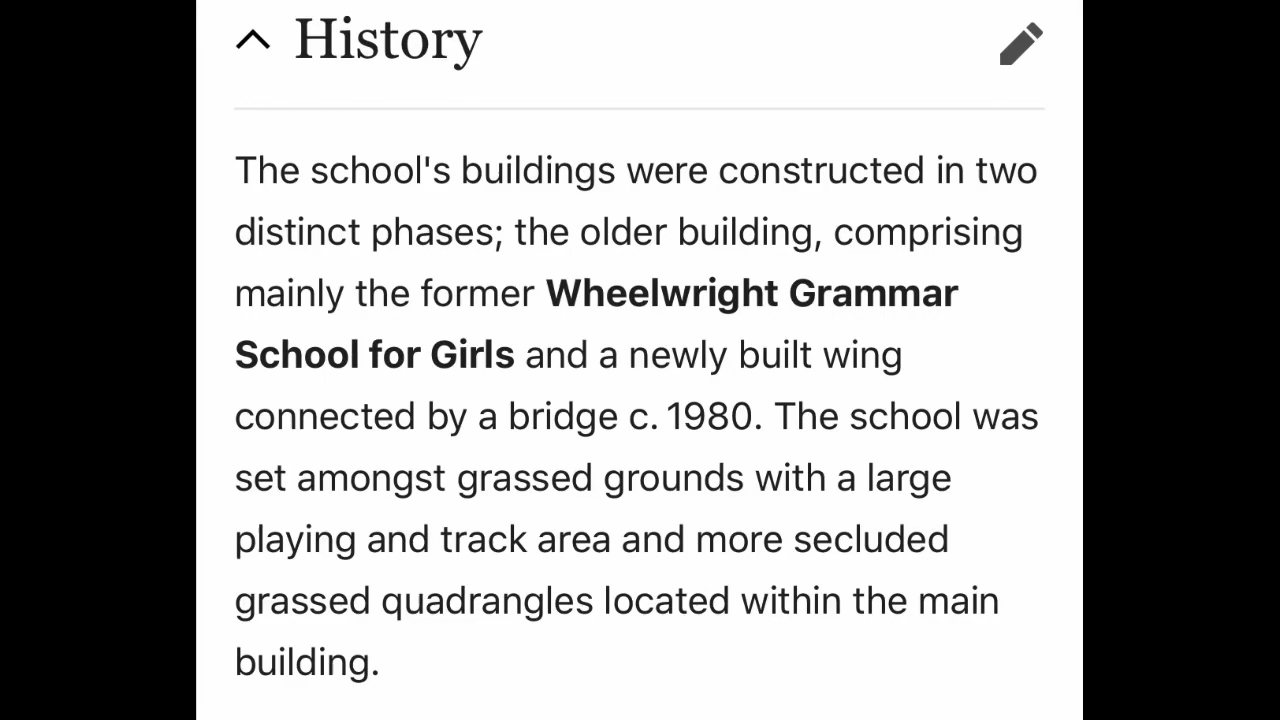 History
The school's buildings were constructed in two
distinct phases; the older building, comprising
mainly the former Wheelwright Grammar
School for Girls and a newly built wing
connected by a bridge c. 1980. The school was
set amongst grassed grounds with a large
playing and track area and more secluded
grassed quadrangles located within the main
building.